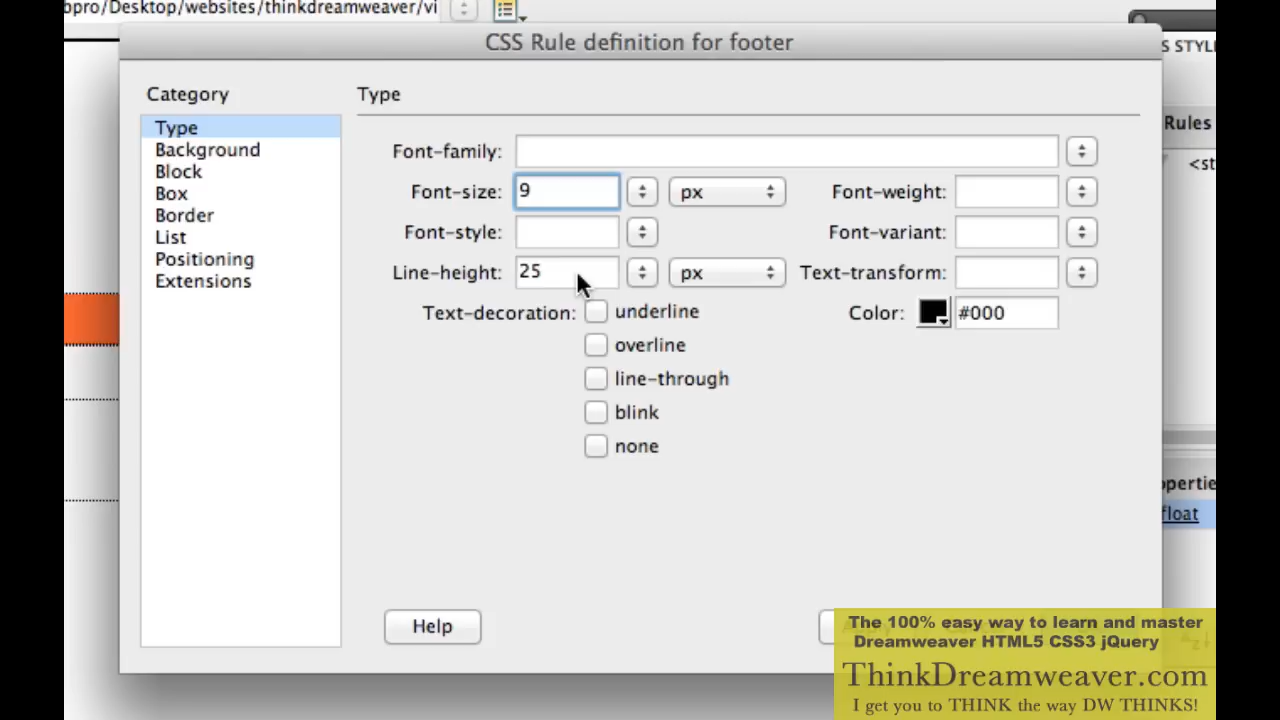 bpro/Desktop/websites/thinkdreamweaver/vi
CSS Rule definition for footer
S STYL
Category
Type
Type
Background
Block
Box
Border
List
Positioning
Extensions
Font-family:
Font-size: 9 px Font-weight:
Font-style: Font-variant:
Line-height: 25 px Text-transform:
Text-decoration: underline Color: #000
overline
line-through
blink
none
Rules
<st
opertie
float
Help
The 100% easy way to learn and master
Dreamweaver HTML5 CSS3 jQuery
ThinkDreamweaver.com
I get you to THINK the way DW THINKS!